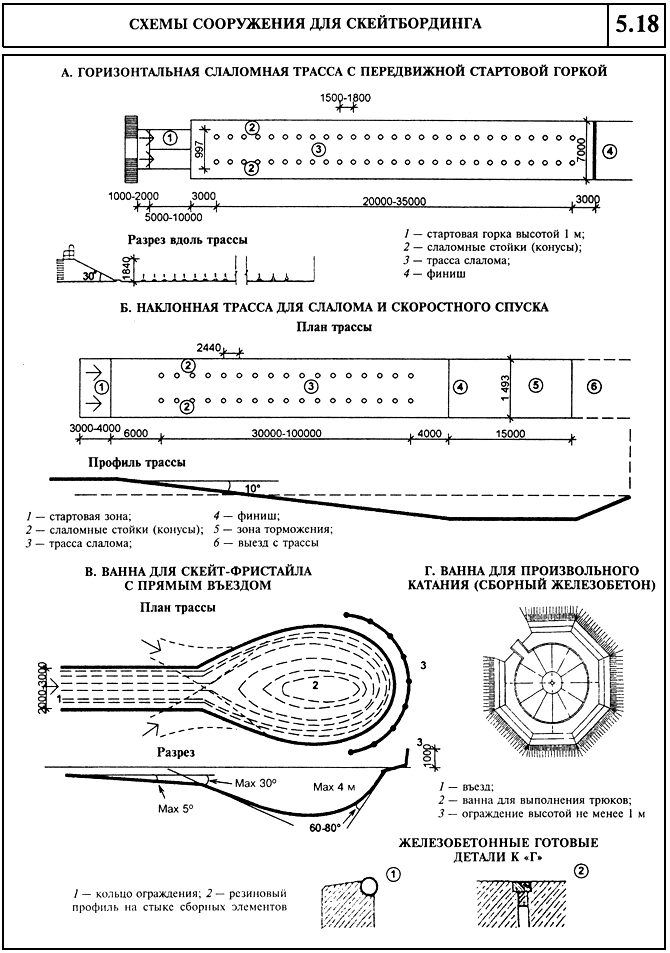 СХЕМЫ СООРУЖЕНИЯ ДЛЯ СКЕЙТБОРДИНГА
5.18
А. ГОРИЗОНТАЛЬНАЯ СЛАЛОМНАЯ ТРАССА С ПЕРЕДВИЖНОЙ СТАРТОВОЙ ГОРКОЙ
1500-1800
1
2
997
3
2
7000
4
1000-2000
3000
20000-35000
3000
5000-10000
Разрез вдоль трассы
30°
1840
1 — стартовая горка высотой 1 м;
2 — слаломные стойки (конусы);
3 — трасса слалома;
4 — финиш
Б. НАКЛОННАЯ ТРАССА ДЛЯ СЛАЛОМА И СКОРОСТНОГО СПУСКА
План трассы
2440
2
1
3
4
1 493
5
6
2
3000-4000
6000
30000-100000
4000
15000
Профиль трассы
10°
1 — стартовая зона;
2 — слаломные стойки (конусы);
3 — трасса слалома;
4 — финиш;
5 — зона торможения;
6 — выезд с трассы
В. ВАННА ДЛЯ СКЕЙТ-ФРИСТАЙЛА
С ПРЯМЫМ ВЪЕЗДОМ
План трассы
2000-3000
1
2
3
Разрез
3
1000
Max 5°
Max 30°
Max 4 м
60-80°
Г. ВАННА ДЛЯ ПРОИЗВОЛЬНОГО
КАТАНИЯ (СБОРНЫЙ ЖЕЛЕЗОБЕТОН)
1 — въезд;
2 — ванна для выполнения трюков;
3 — ограждение высотой не менее 1 м
ЖЕЛЕЗОБЕТОННЫЕ ГОТОВЫЕ
ДЕТАЛИ К «Г»
1
2
1 — кольцо ограждения; 2 — резиновый
профиль на стыке сборных элементов